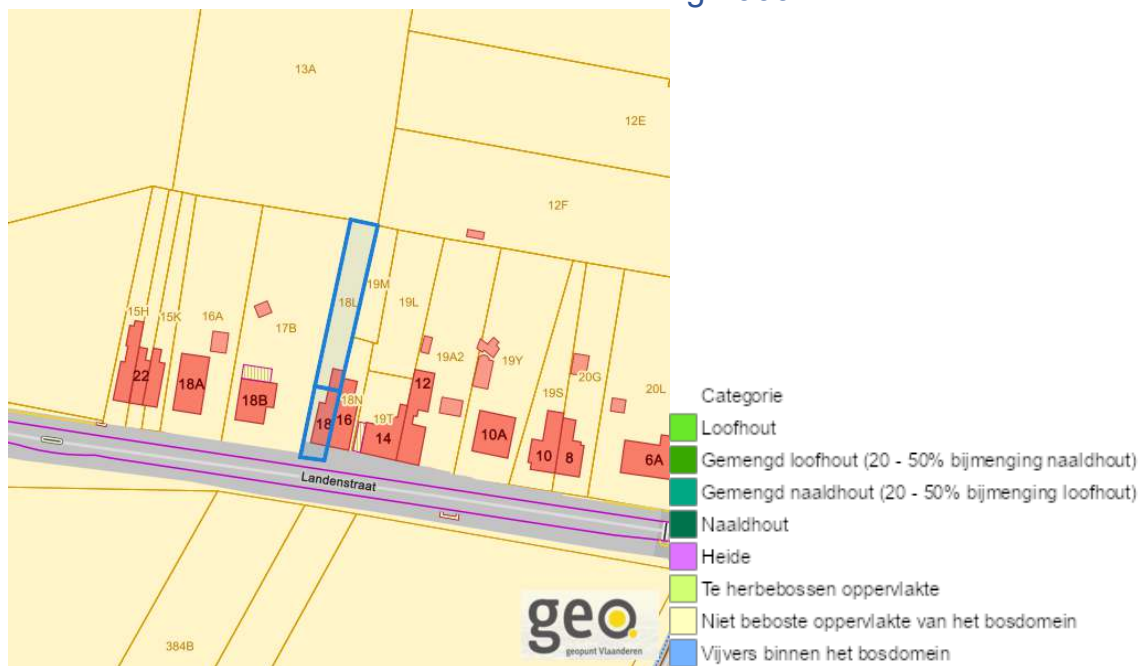 13A
12E
12F
19M
18L
19L
15H
15K
16A
17B
19A2
19Y
20G
19S
20L
22
18A
18B
12
18N
18
16
19T
14
10A
10
8
6A
Landenstraat
384B
geo
geopunt Vlaanderen
Categorie
Loofhout
Gemengd loofhout (20 - 50% bijmenging naaldhout)
Gemengd naaldhout (20 - 50% bijmenging loofhout)
Naaldhout
Heide
Te herbebossen oppervlakte
Niet beboste oppervlakte van het bosdomein
Vijvers binnen het bosdomein